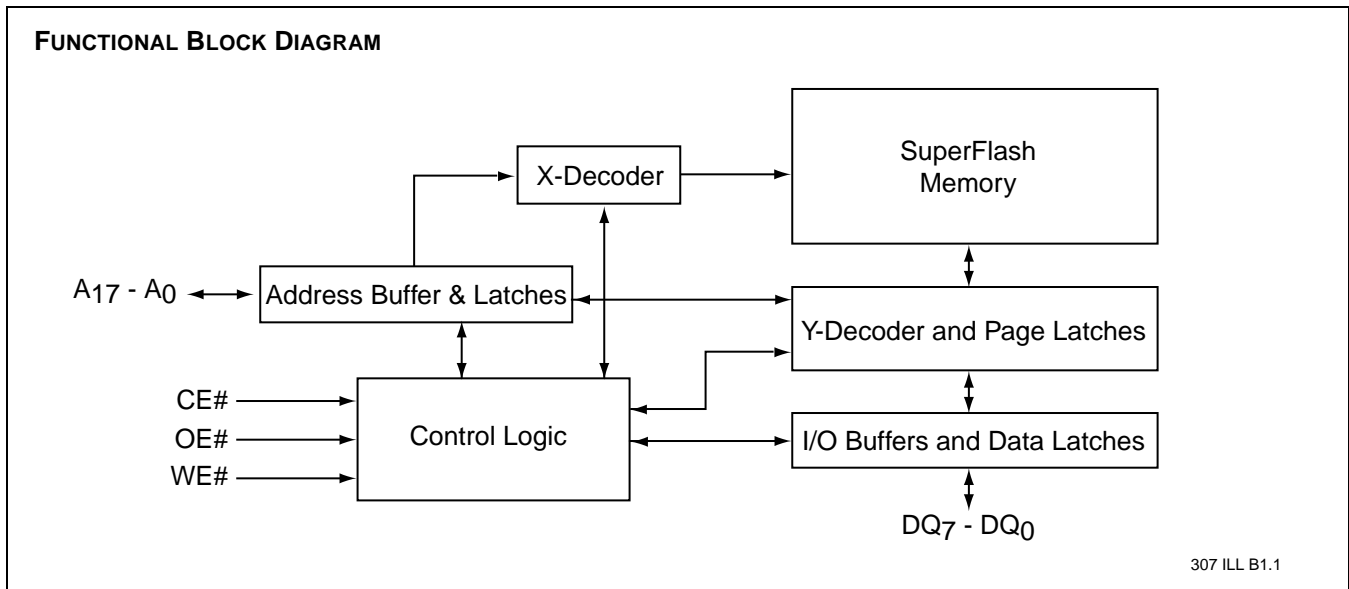 FUNCTIONAL BLOCK DIAGRAM
SuperFlash
Memory
X-Decoder
A17 - A0
Address Buffer & Latches
Y-Decoder and Page Latches
CE#
OE#
WE#
Control Logic
I/O Buffers and Data Latches
DQ7 - DQ0
307 ILL B1.1